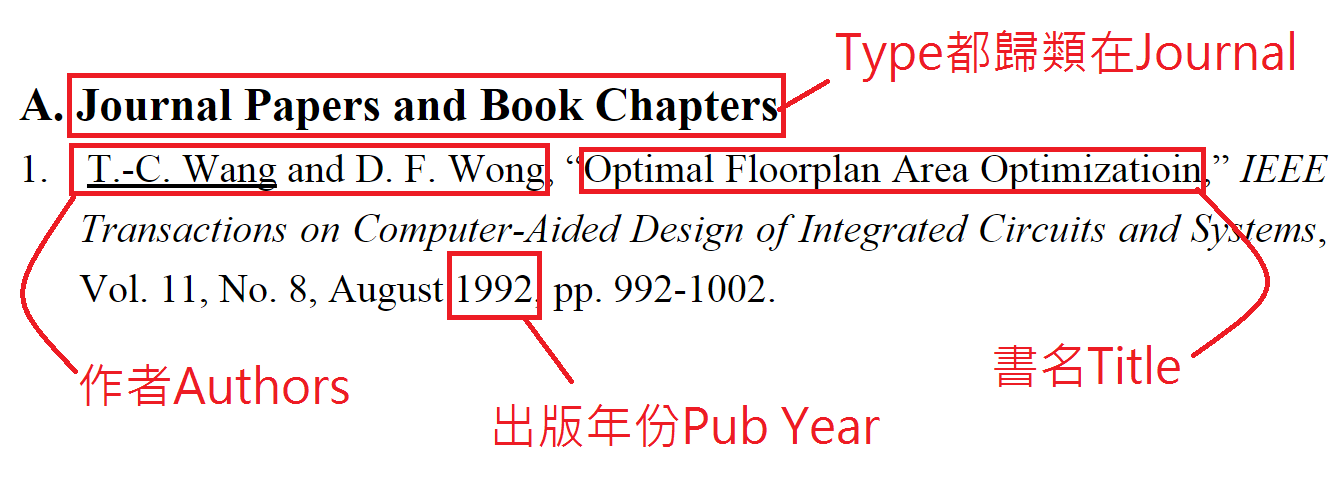 Type都歸類在Journal
A. Journal Papers and Book Chapters
1. T.-C. Wang and D. F. Wong, “Optimal Floorplan Area Optimizatioin,” IEEE
Transactions on Computer-Aided Design of Integrated Circuits and Systems,
Vol. 11, No. 8, August 1992, pp. 992-1002.
作者Authors
出版年份Pub Year
書名Title